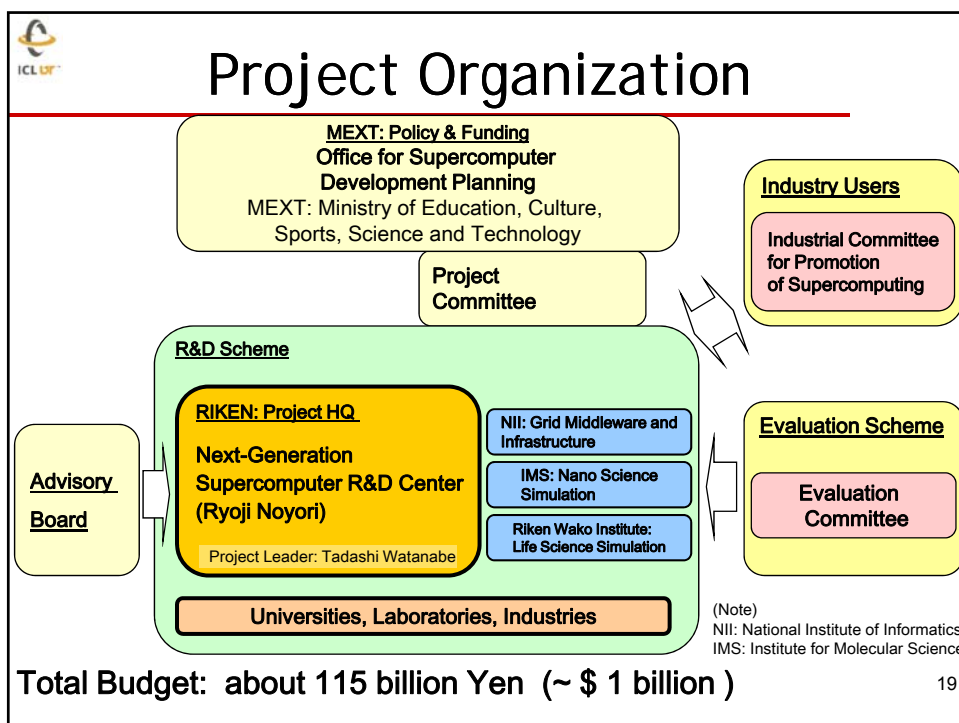 ICL UT
Project Organization
MEXT: Policy & Funding
Office for Supercomputer
Development Planning
MEXT: Ministry of Education, Culture,
Sports, Science and Technology
Project
Committee
Industry Users
Industrial Committee
for Promotion
of Supercomputing
R&D Scheme
RIKEN: Project HQ
Next-Generation
Supercomputer R&D Center
(Ryoji Noyori)
Project Leader: Tadashi Watanabe
NII: Grid Middleware and
Infrastructure
IMS: Nano Science
Simulation
Riken Wako Institute:
Life Science Simulation
Advisory
Board
Evaluation Scheme
Evaluation
Committee
Universities, Laboratories, Industries
(Note)
NII: National Institute of Informatics
IMS: Institute for Molecular Science
Total Budget: about 115 billion Yen (~ $ 1 billion )
19